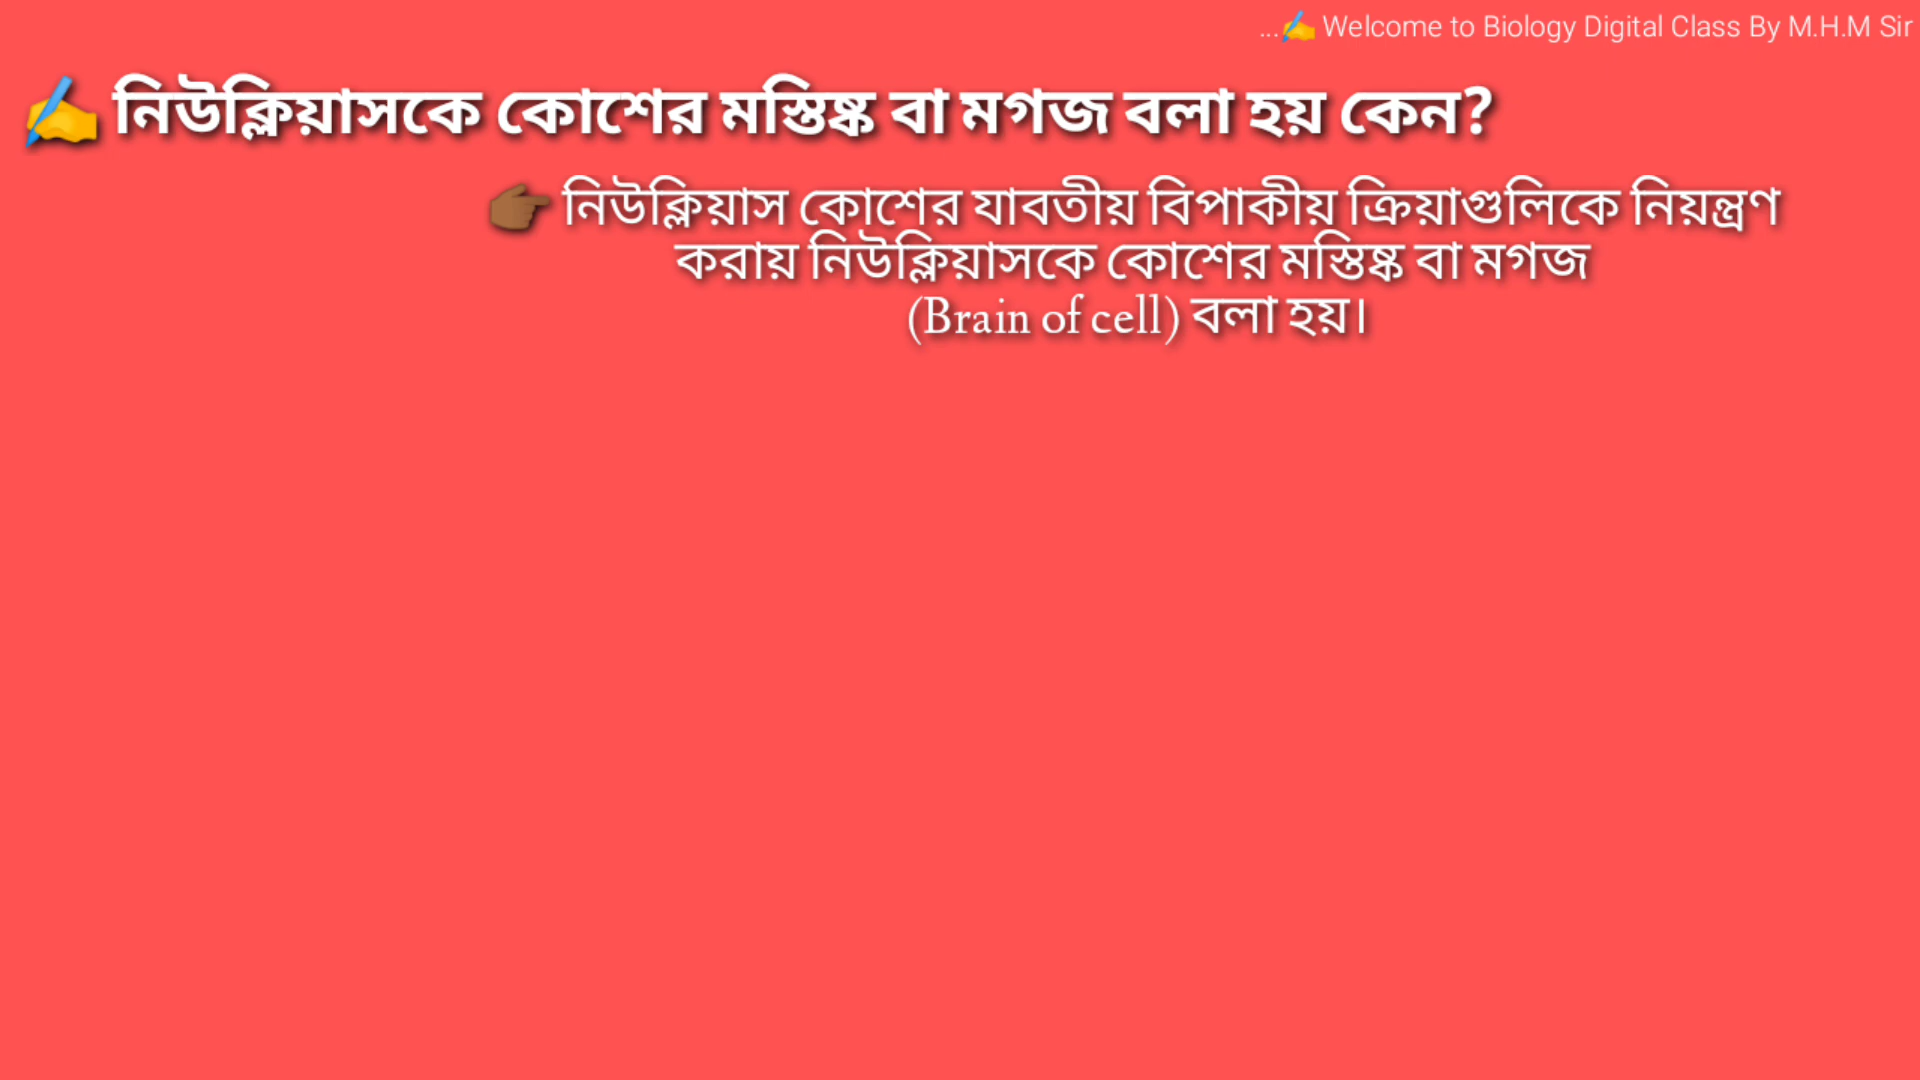 ...✍️ Welcome to Biology Digital Class By M.H.M Sir
✍️ নিউক্লিয়াসকে কোশের মস্তিষ্ক বা মগজ বলা হয় কেন?
👉🏾 নিউক্লিয়াস কোশের যাবতীয় বিপাকীয় ক্রিয়াগুলিকে নিয়ন্ত্রণ
করায় নিউক্লিয়াসকে কোশের মস্তিষ্ক বা মগজ
(Brain of cell) বলা হয়।